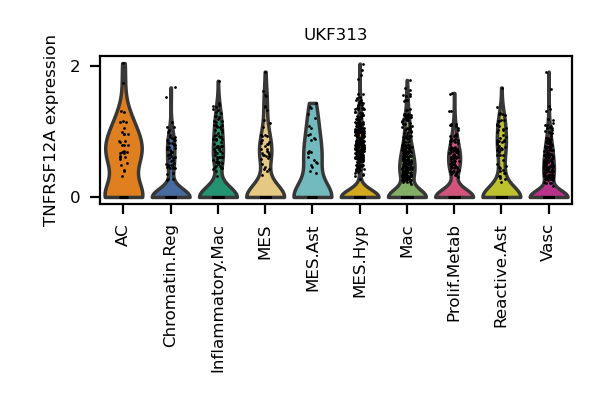 UKF313
TNFRSF12A expression
2
0
AC
Chromatin.Reg
Inflammatory.Mac
MES
MES.Ast
MES.Hyp
Mac
Prolif.Metab
Reactive.Ast
Vasc